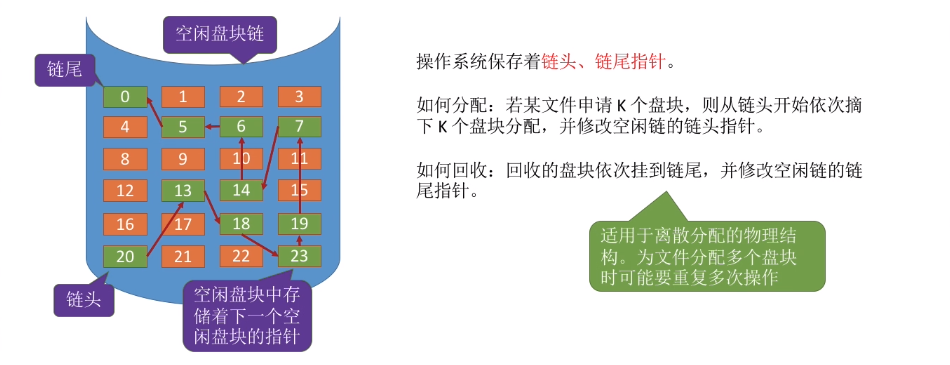 空闲盘块链
链尾
0 1 2 3
4 5 6 7
8 9 10 11
12 13 14 15
16 17 18 19
20 21 22 23
链头
空闲盘块中存
储着下一个空
闲盘块的指针
操作系统保存着链头、链尾指针。
如何分配：若某文件申请 K 个盘块，则从链头开始依次摘
下 K 个盘块分配，并修改空闲链的链头指针。
如何回收：回收的盘块依次挂到链尾，并修改空闲链的链
尾指针。
适用于离散分配的物理结
构。为文件分配多个盘块
时可能要重复多次操作